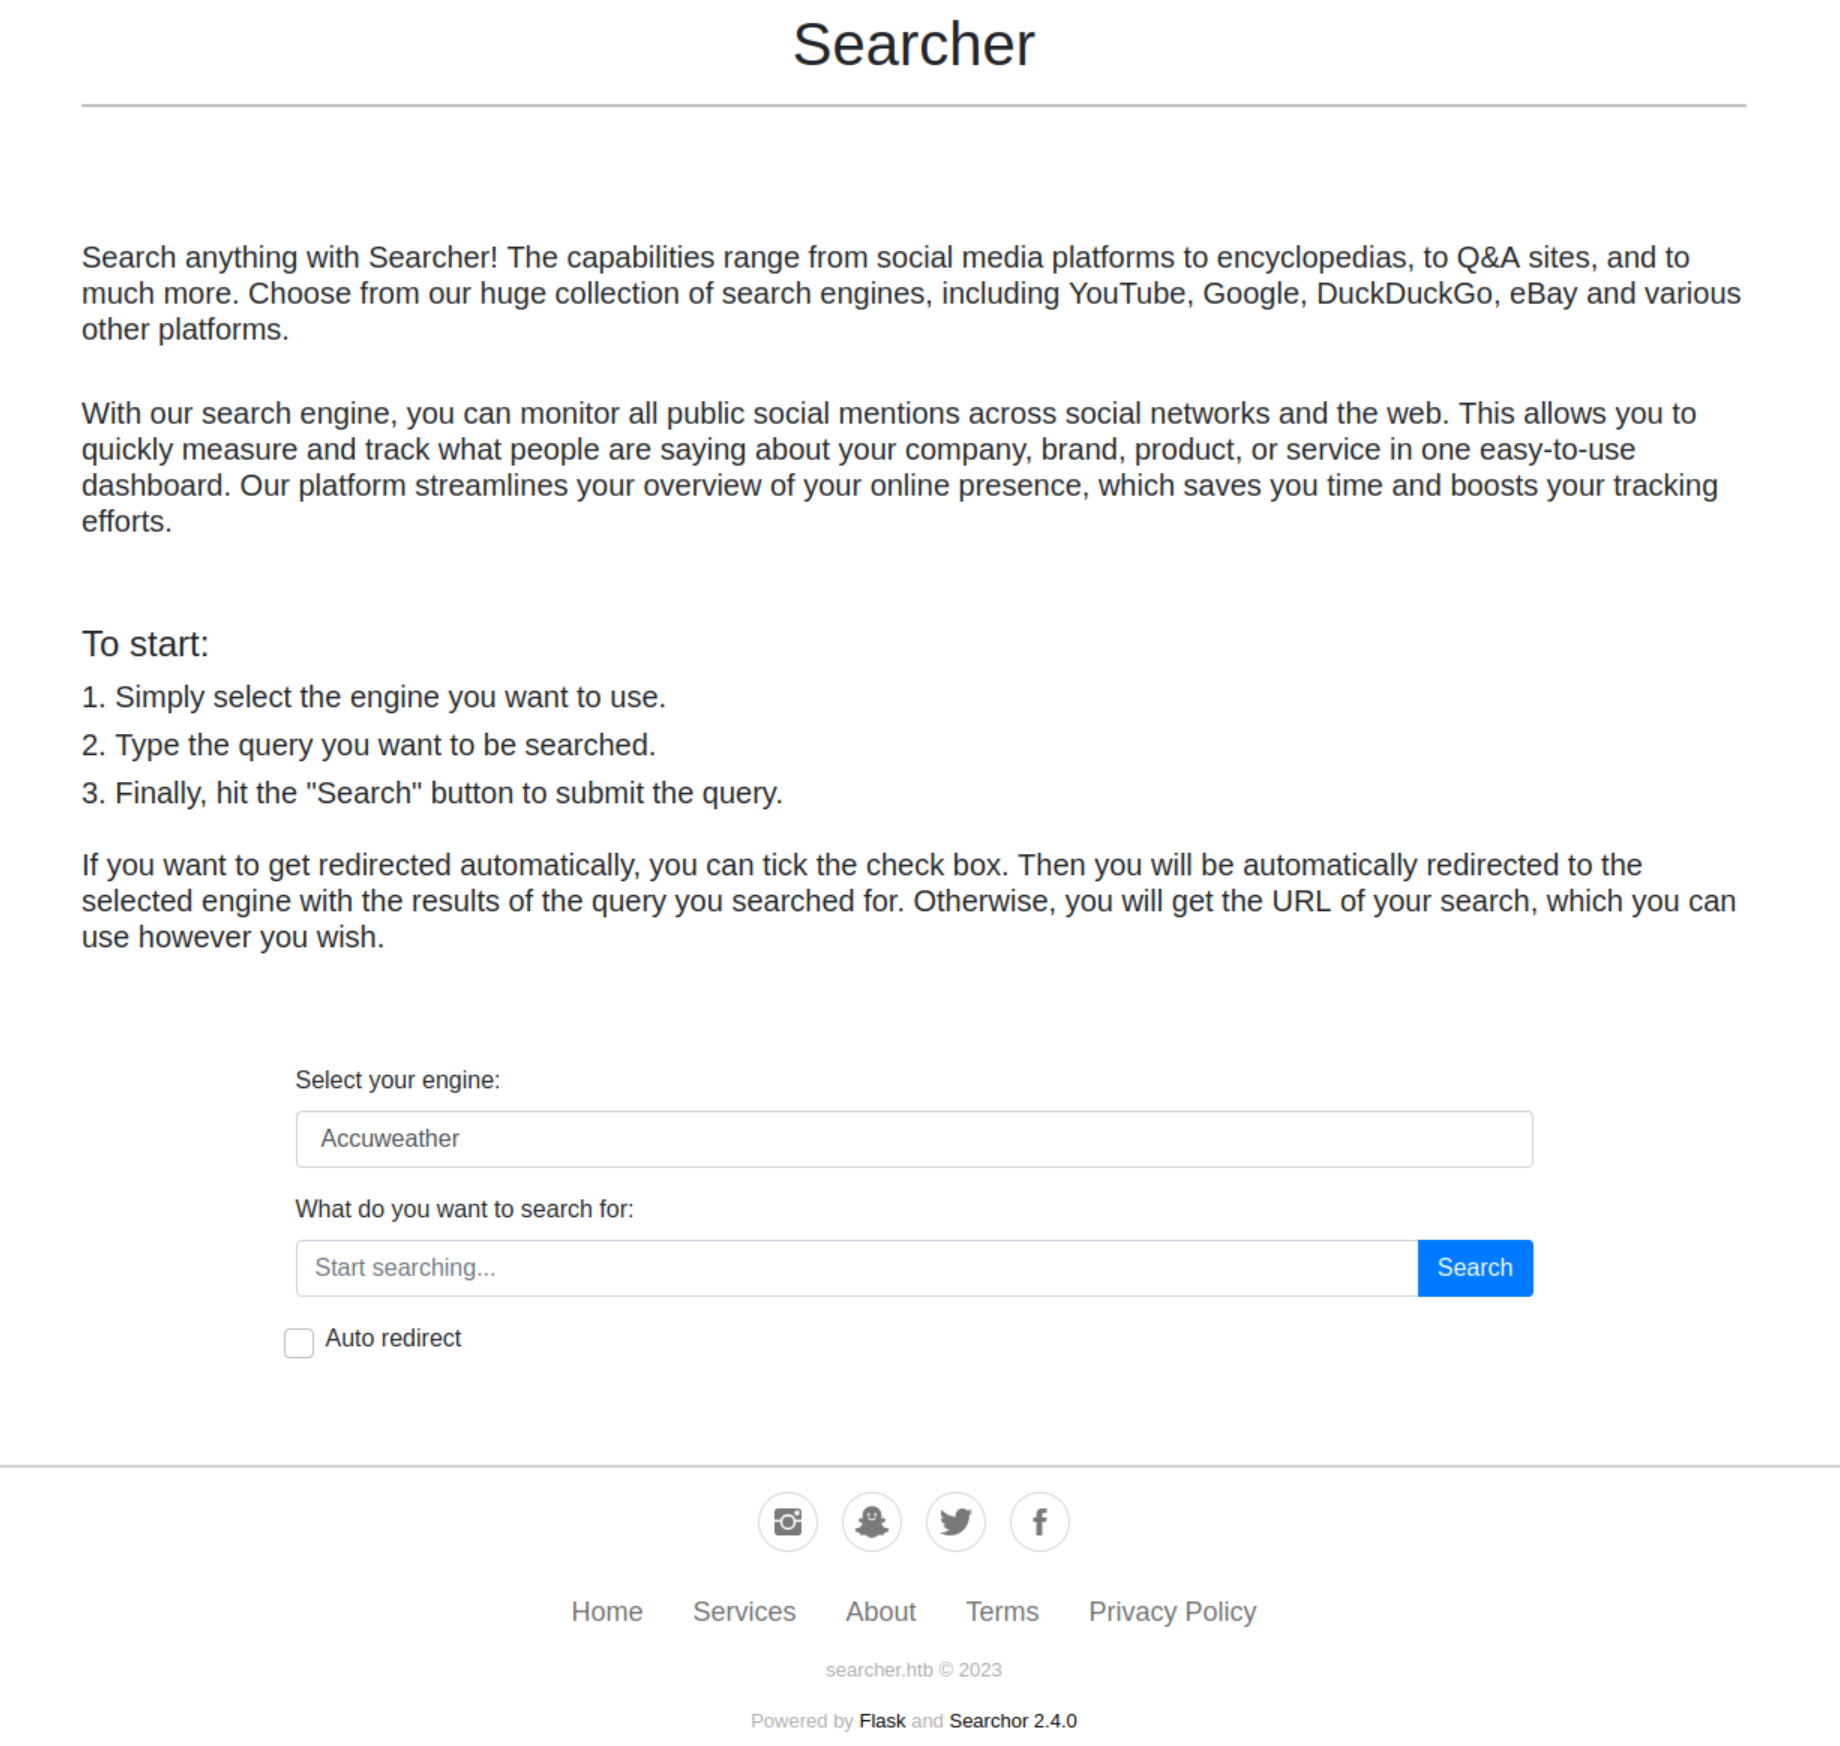 Searcher
Search anything with Searcher! The capabilities range from social media platforms to encyclopedias, to Q&A sites, and to
much more. Choose from our huge collection of search engines, including YouTube, Google, DuckDuckGo, eBay and various
other platforms.
With our search engine, you can monitor all public social mentions across social networks and the web. This allows you to
quickly measure and track what people are saying about your company, brand, product, or service in one easy-to-use
dashboard. Our platform streamlines your overview of your online presence, which saves you time and boosts your tracking
efforts.
To start:
1. Simply select the engine you want to use.
2. Type the query you want to be searched.
3. Finally, hit the "Search" button to submit the query.
If you want to get redirected automatically, you can tick the check box. Then you will be automatically redirected to the
selected engine with the results of the query you searched for. Otherwise, you will get the URL of your search, which you can
use however you wish.
Select your engine:
Accuweather
What do you want to search for:
Start searching... Search
Auto redirect
Home Services About Terms Privacy Policy
searcher.htb © 2023
Powered by Flask and Searchor 2.4.0